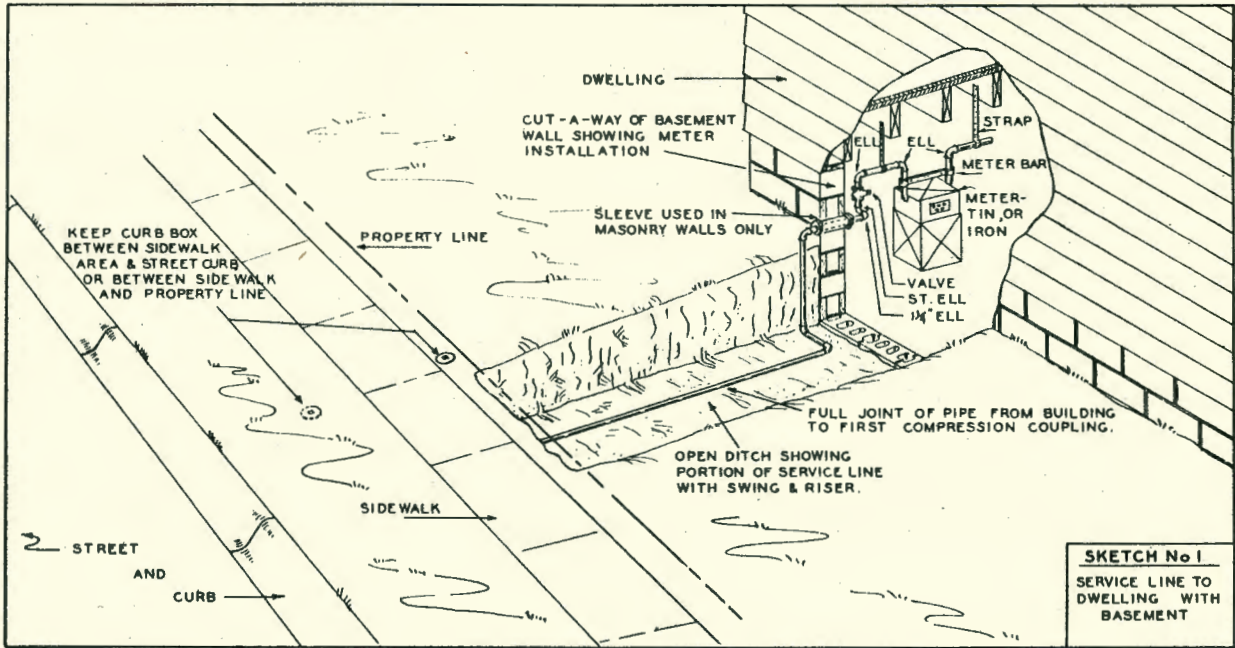 DWELLING
CUT-A-WAY OF BASEMENT
WALL SHOWING METER
INSTALLATION
ELL
ELL
STRAP
METER BAR
METER-
TIN, OR
IRON
SLEEVE USED IN
MASONRY WALLS ONLY
PROPERTY LINE
KEEP CURB BOX
BETWEEN SIDEWALK
AREA & STREET CURB
OR BETWEEN SIDEWALK
AND PROPERTY LINE
VALVE
ST. ELL
1¼" ELL
FULL JOINT OF PIPE FROM BUILDING
TO FIRST COMPRESSION COUPLING.
OPEN DITCH SHOWING
PORTION OF SERVICE LINE
WITH SWING & RISER.
SIDEWALK
STREET
AND
CURB
SKETCH No 1
SERVICE LINE TO
DWELLING WITH
BASEMENT